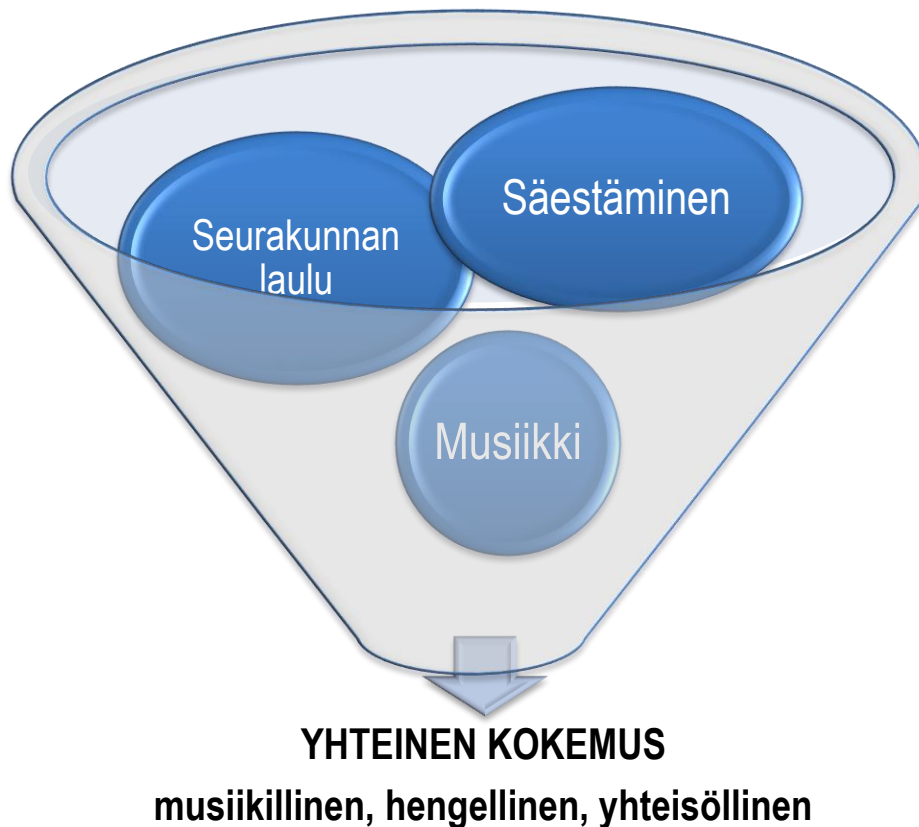 Säestäminen
Seurakunnan
laulu
Musiikki
YHTEINEN KOKEMUS
musiikillinen, hengellinen, yhteisöllinen